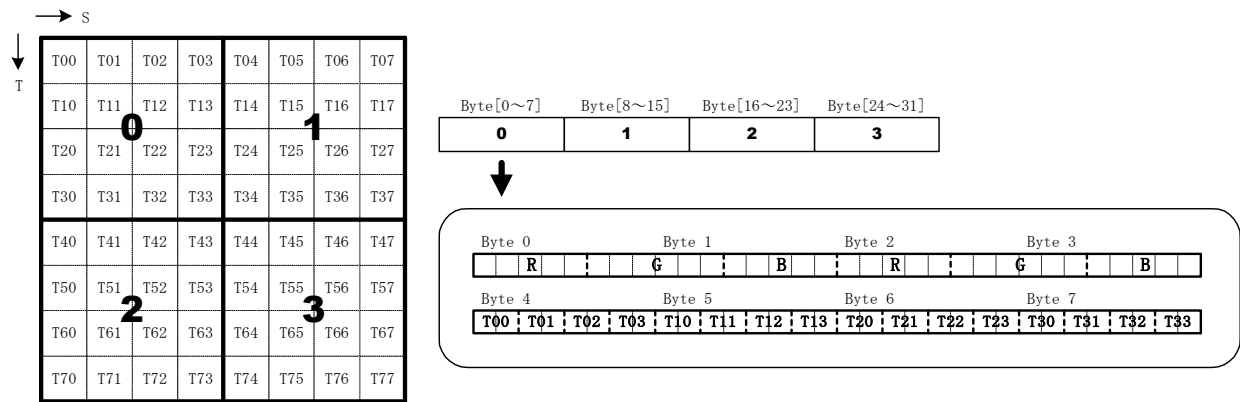 S
T
T00 T01 T02 T03 T04 T05 T06 T07
T10 T11 T12 T13 T14 T15 T16 T17
0 1
T20 T21 T22 T23 T24 T25 T26 T27
T30 T31 T32 T33 T34 T35 T36 T37
T40 T41 T42 T43 T44 T45 T46 T47
T50 T51 T52 T53 T54 T55 T56 T57
2 3
T60 T61 T62 T63 T64 T65 T66 T67
T70 T71 T72 T73 T74 T75 T76 T77
Byte[0～7] Byte[8～15] Byte[16～23] Byte[24～31]
0 1 2 3
Byte 0 Byte 1 Byte 2 Byte 3
R G B R G B
Byte 4 Byte 5 Byte 6 Byte 7
T00 T01 T02 T03 T10 T11 T12 T13 T20 T21 T22 T23 T30 T31 T32 T33